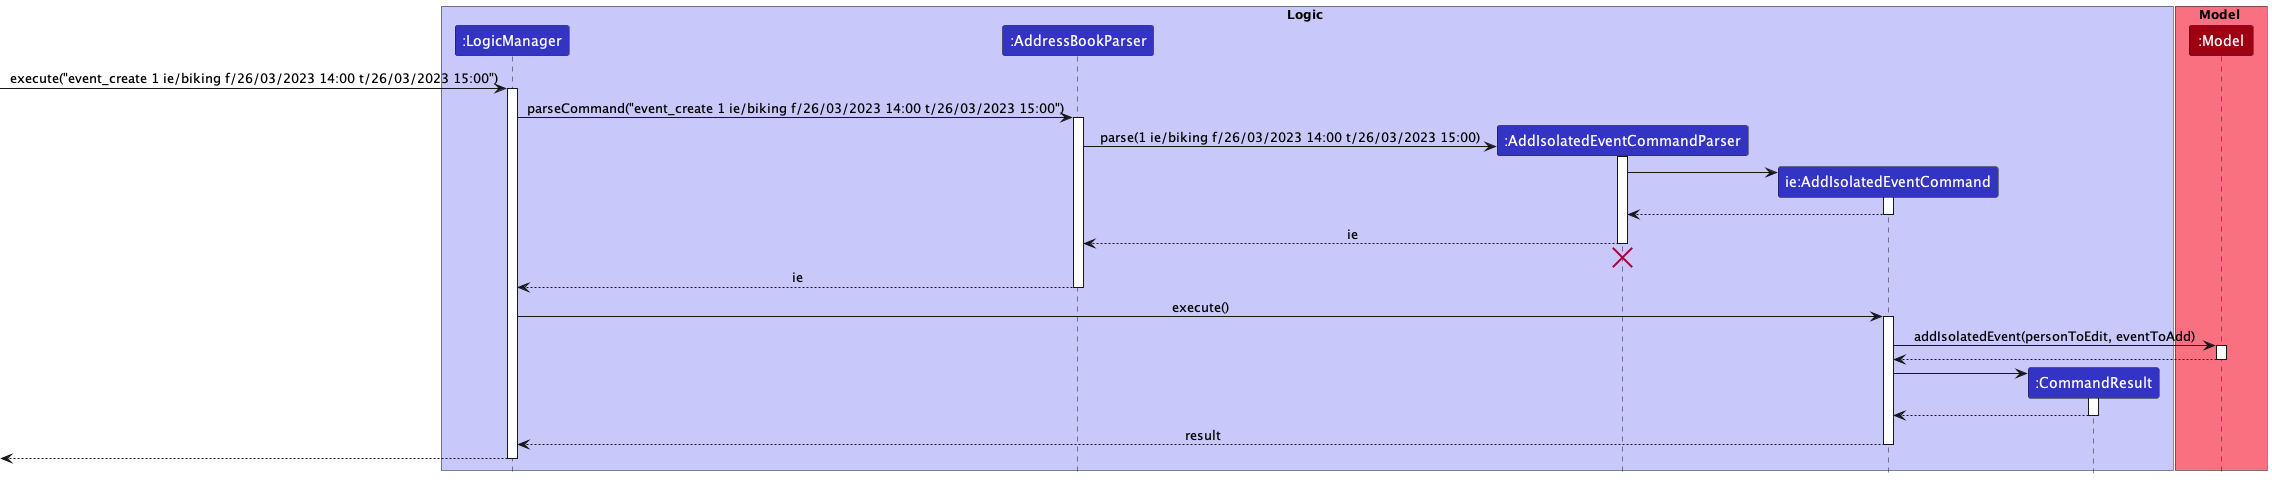 Logic
Model
:LogicManager
:AddressBookParser
:Model
execute("event_create 1 ie/biking f/26/03/2023 14:00 t/26/03/2023 15:00")
parseCommand("event_create 1 ie/biking f/26/03/2023 14:00 t/26/03/2023 15:00")
parse(1 ie/biking f/26/03/2023 14:00 t/26/03/2023 15:00)
:AddIsolatedEventCommandParser
ie:AddIsolatedEventCommand
ie
ie
execute()
addIsolatedEvent(personToEdit, eventToAdd)
:CommandResult
result